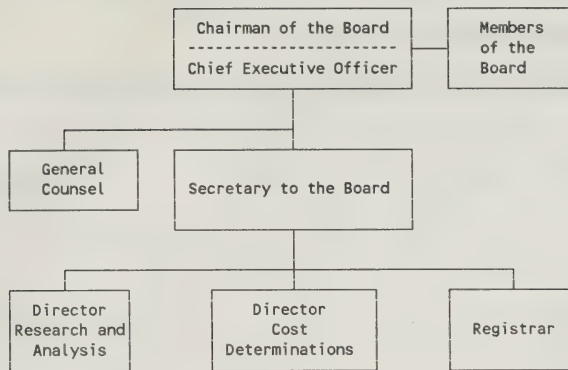 Chairman of the Board
Chief Executive Officer
Members
of the
Board
General
Counsel
Secretary to the Board
Director
Research and
Analysis
Director
Cost
Determinations
Registrar